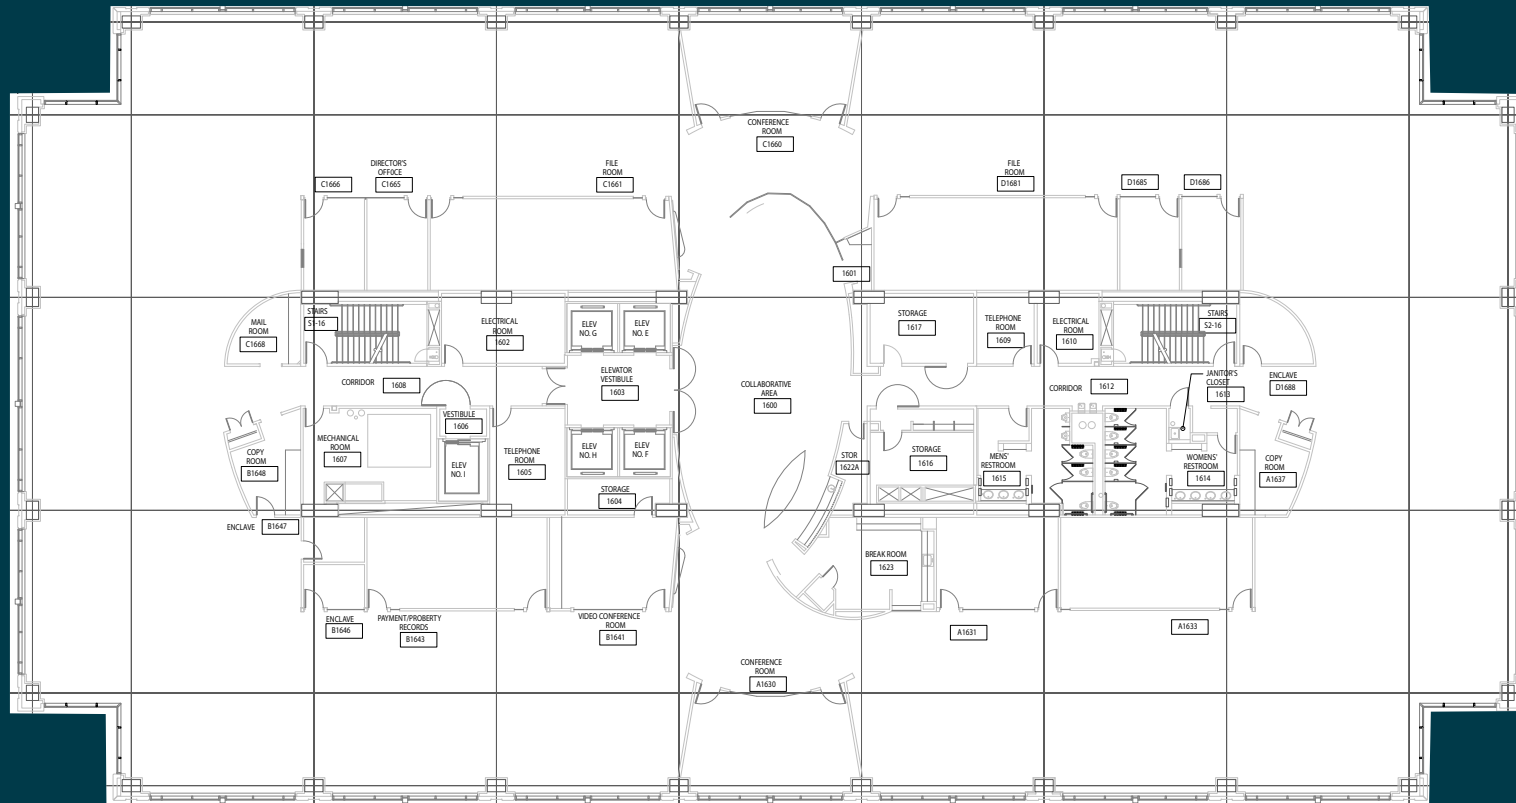 CONFERENCE
ROOM
C1660
DIRECTOR'S
OFF0CE
C1665
C1666
FILE
ROOM
C1661
FILE
ROOM
D1681
D1685
D1686
1601
MAIL
ROOM
C1668
STAIRS
S1-16
ELECTRICAL
ROOM
1602
ELEV
NO. G
ELEV
NO. E
STORAGE
1617
TELEPHONE
ROOM
1609
ELECTRICAL
ROOM
1610
STAIRS
S2-16
CORRIDOR
1608
ELEVATOR
VESTIBULE
1603
COLLABORATIVE
AREA
1600
CORRIDOR
1612
JANITOR'S
CLOSET
1613
ENCLAVE
D1688
VESTIBULE
1606
MECHANICAL
ROOM
1607
COPY
ROOM
B1648
ELEV
NO. I
TELEPHONE
ROOM
1605
ELEV
NO. H
ELEV
NO. F
STORAGE
1604
STOR
1622A
STORAGE
1616
MENS'
RESTROOM
1615
WOMENS'
RESTROOM
1614
COPY
ROOM
A1637
ENCLAVE
B1647
BREAK ROOM
1623
ENCLAVE
B1646
PAYMENT/PROPERTY
RECORDS
B1643
VIDEO CONFERENCE
ROOM
B1641
A1631
A1633
CONFERENCE
ROOM
A1630